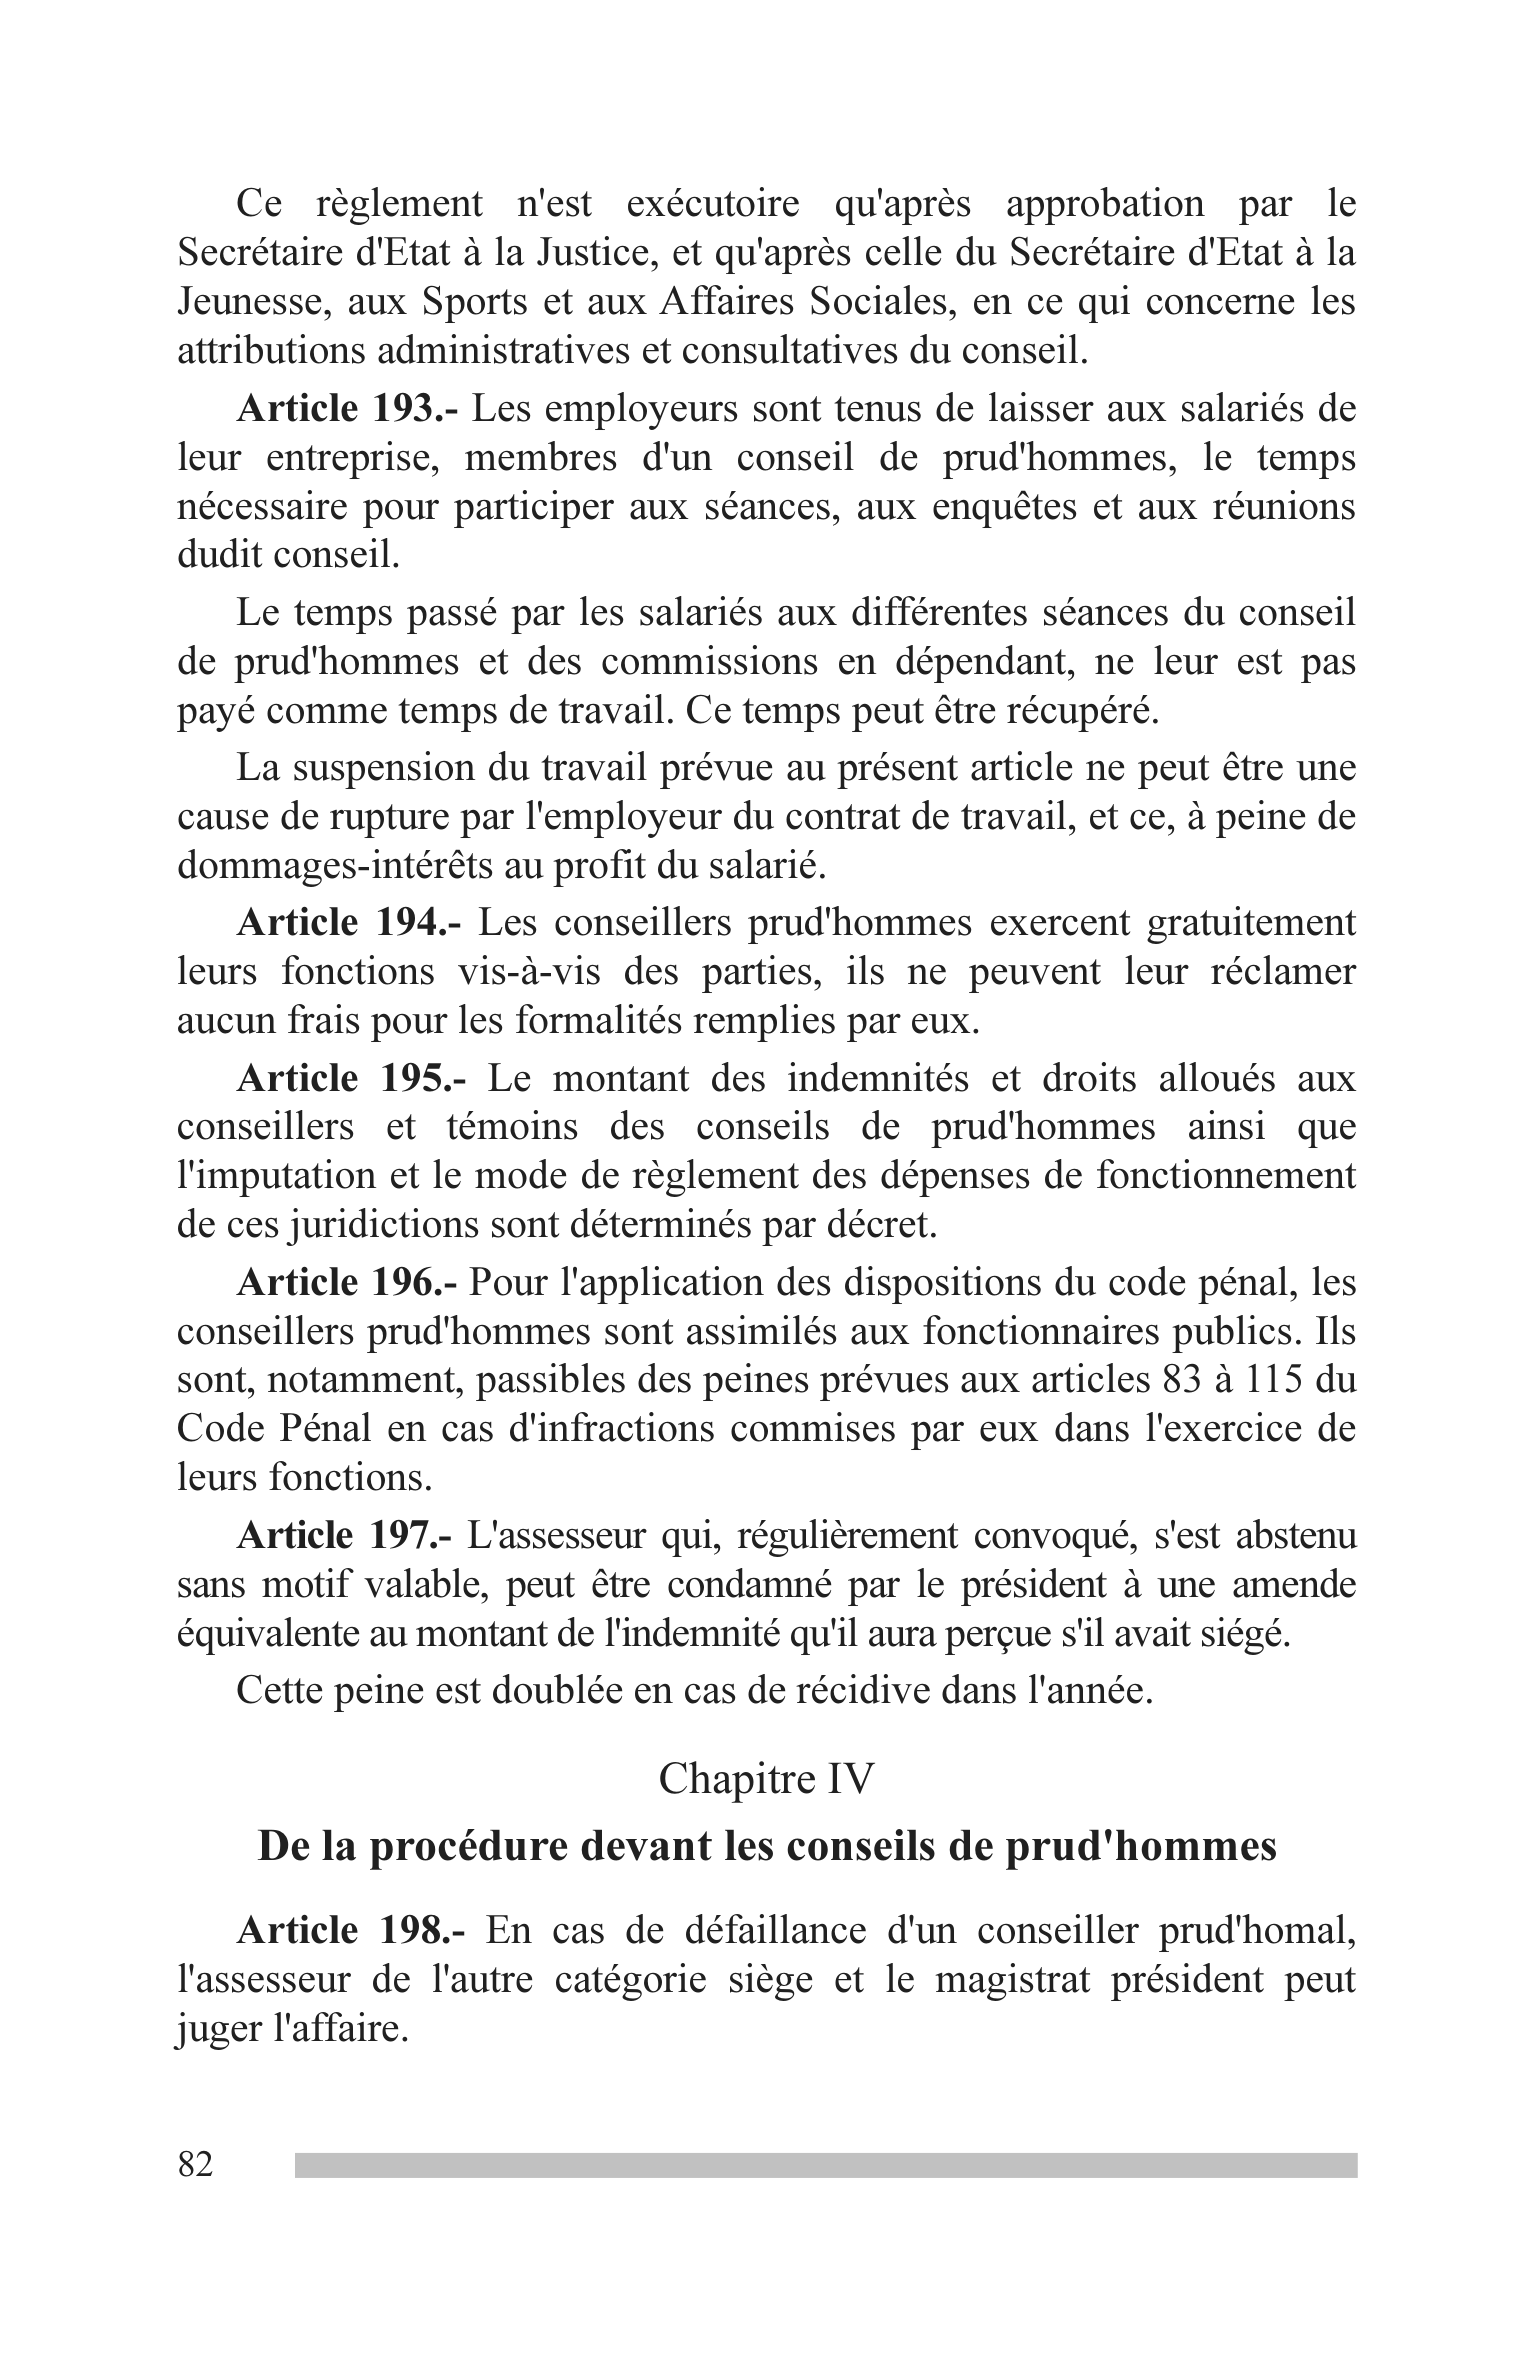 Ce règlement n'est exécutoire qu'après approbation par le
Secrétaire d'Etat à la Justice, et qu'après celle du Secrétaire d'Etat à la
Jeunesse, aux Sports et aux Affaires Sociales, en ce qui concerne les
attributions administratives et consultatives du conseil.
Article 193.- Les employeurs sont tenus de laisser aux salariés de
leur entreprise, membres d'un conseil de prud'hommes, le temps
nécessaire pour participer aux séances, aux enquêtes et aux réunions
dudit conseil.
Le temps passé par les salariés aux différentes séances du conseil
de prud'hommes et des commissions en dépendant, ne leur est pas
payé comme temps de travail. Ce temps peut être récupéré.
La suspension du travail prévue au présent article ne peut être une
cause de rupture par l'employeur du contrat de travail, et ce, à peine de
dommages-intérêts au profit du salarié.
Article 194.- Les conseillers prud'hommes exercent gratuitement
leurs fonctions vis-à-vis des parties, ils ne peuvent leur réclamer
aucun frais pour les formalités remplies par eux.
Article 195.- Le montant des indemnités et droits alloués aux
conseillers et témoins des conseils de prud'hommes ainsi que
l'imputation et le mode de règlement des dépenses de fonctionnement
de ces juridictions sont déterminés par décret.
Article 196.- Pour l'application des dispositions du code pénal, les
conseillers prud'hommes sont assimilés aux fonctionnaires publics. Ils
sont, notamment, passibles des peines prévues aux articles 83 à 115 du
Code Pénal en cas d'infractions commises par eux dans l'exercice de
leurs fonctions.
Article 197.- L'assesseur qui, régulièrement convoqué, s'est abstenu
sans motif valable, peut être condamné par le président à une amende
équivalente au montant de l'indemnité qu'il aura perçue s'il avait siégé.
Cette peine est doublée en cas de récidive dans l'année.
Chapitre IV
De la procédure devant les conseils de prud'hommes
Article 198.- En cas de défaillance d'un conseiller prud'homal,
l'assesseur de l'autre catégorie siège et le magistrat président peut
juger l'affaire.
82